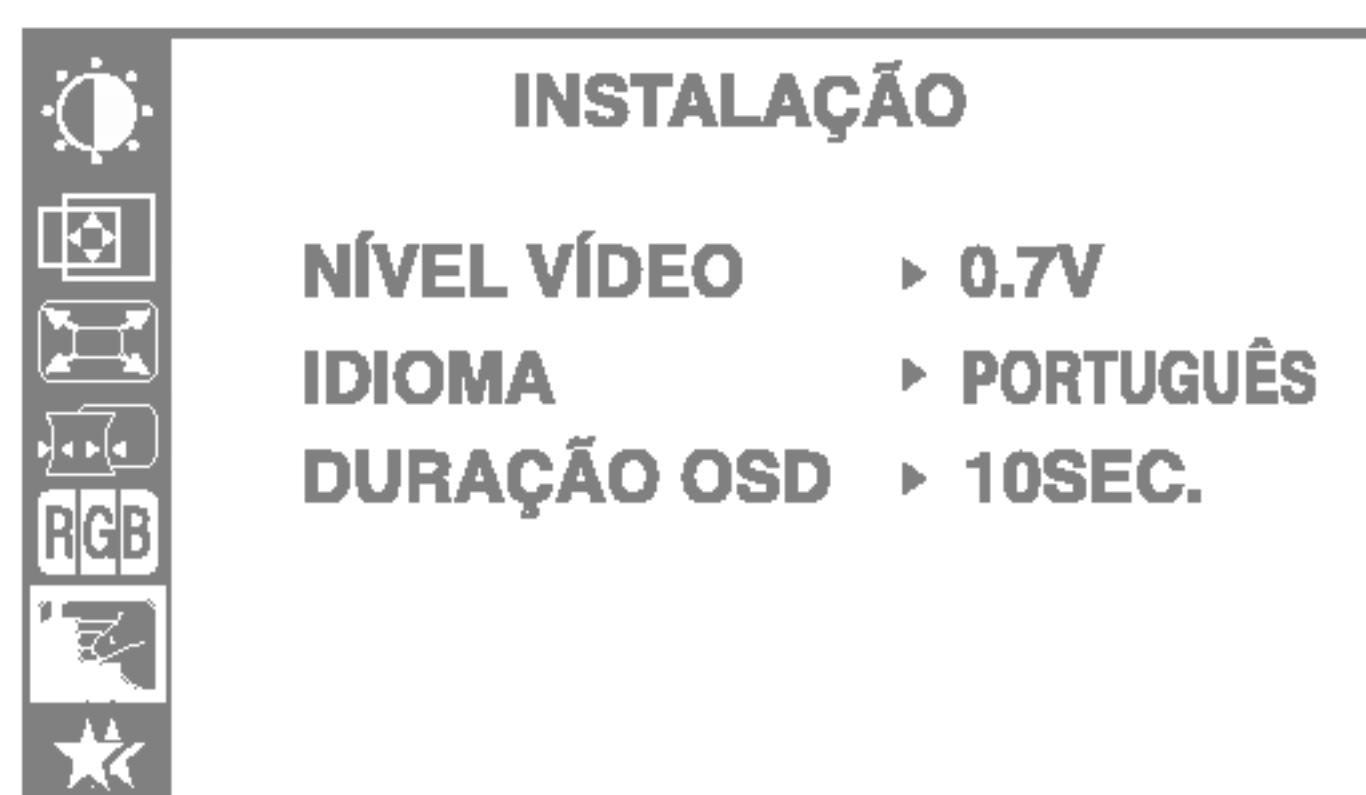 INSTALAÇÃO
NÍVEL VÍDEO ▸ 0.7V
IDIOMA ▸ PORTUGUÊS
DURAÇÃO OSD ▸ 10SEC.
RGB